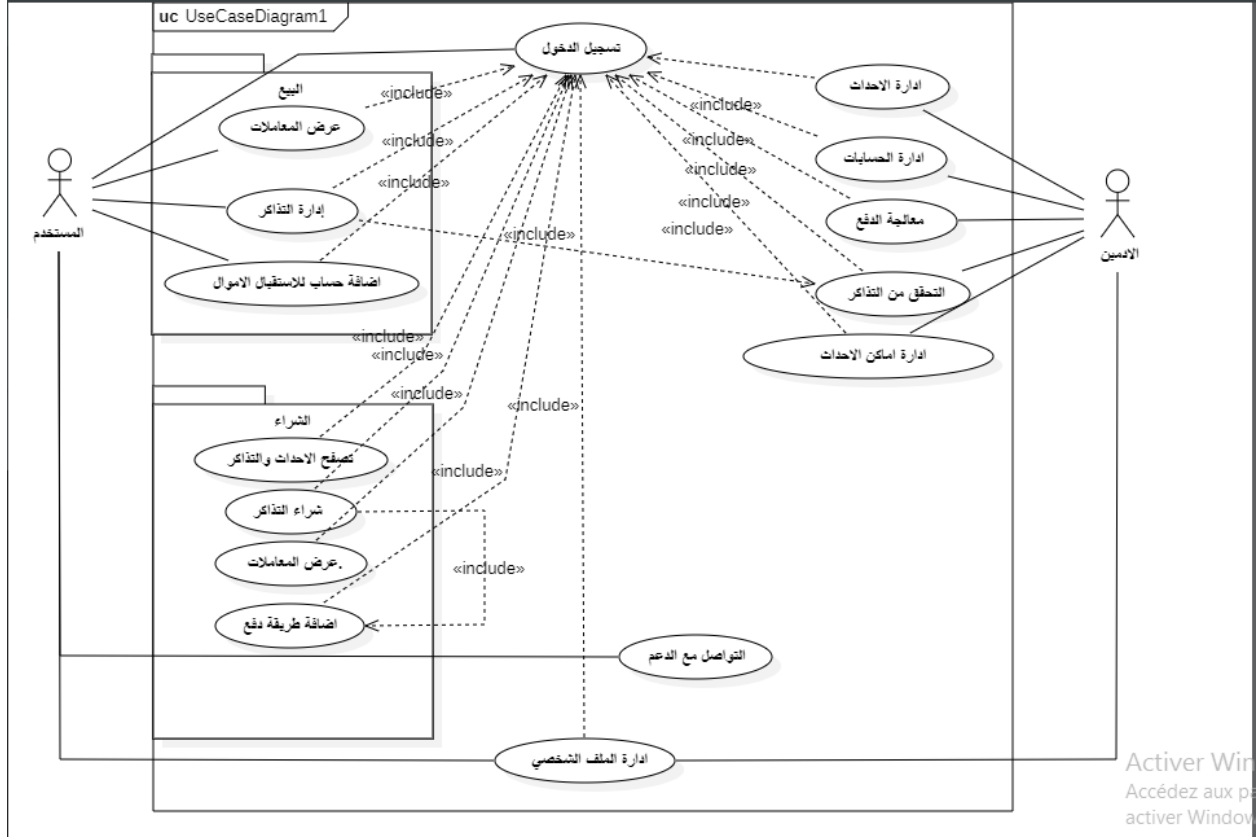 uc UseCaseDiagram1
تسجيل الدخول
البيع
«include»
عرض المعاملات
«include»
إدارة التذاكر
«include»
اضافة حساب للاستقبال الاموال
المستخدم
ادارة الاحداث
«include»
ادارة الحسابات
«include»
«include»
معالجة الدفع
«include»
«include»
«include»
التحقق من التذاكر
ادارة اماكن الاحداث
الادمين
«include»
«include»
«include»
«include»
الشراء
تصفح الاحداث والتذاكر
«include»
شراء التذاكر
عرض المعاملات.
«include»
اضافة طريقة دفع
التواصل مع الدعم
ادارة الملف الشخصي
Activer Win
Accédez aux pa
activer Window